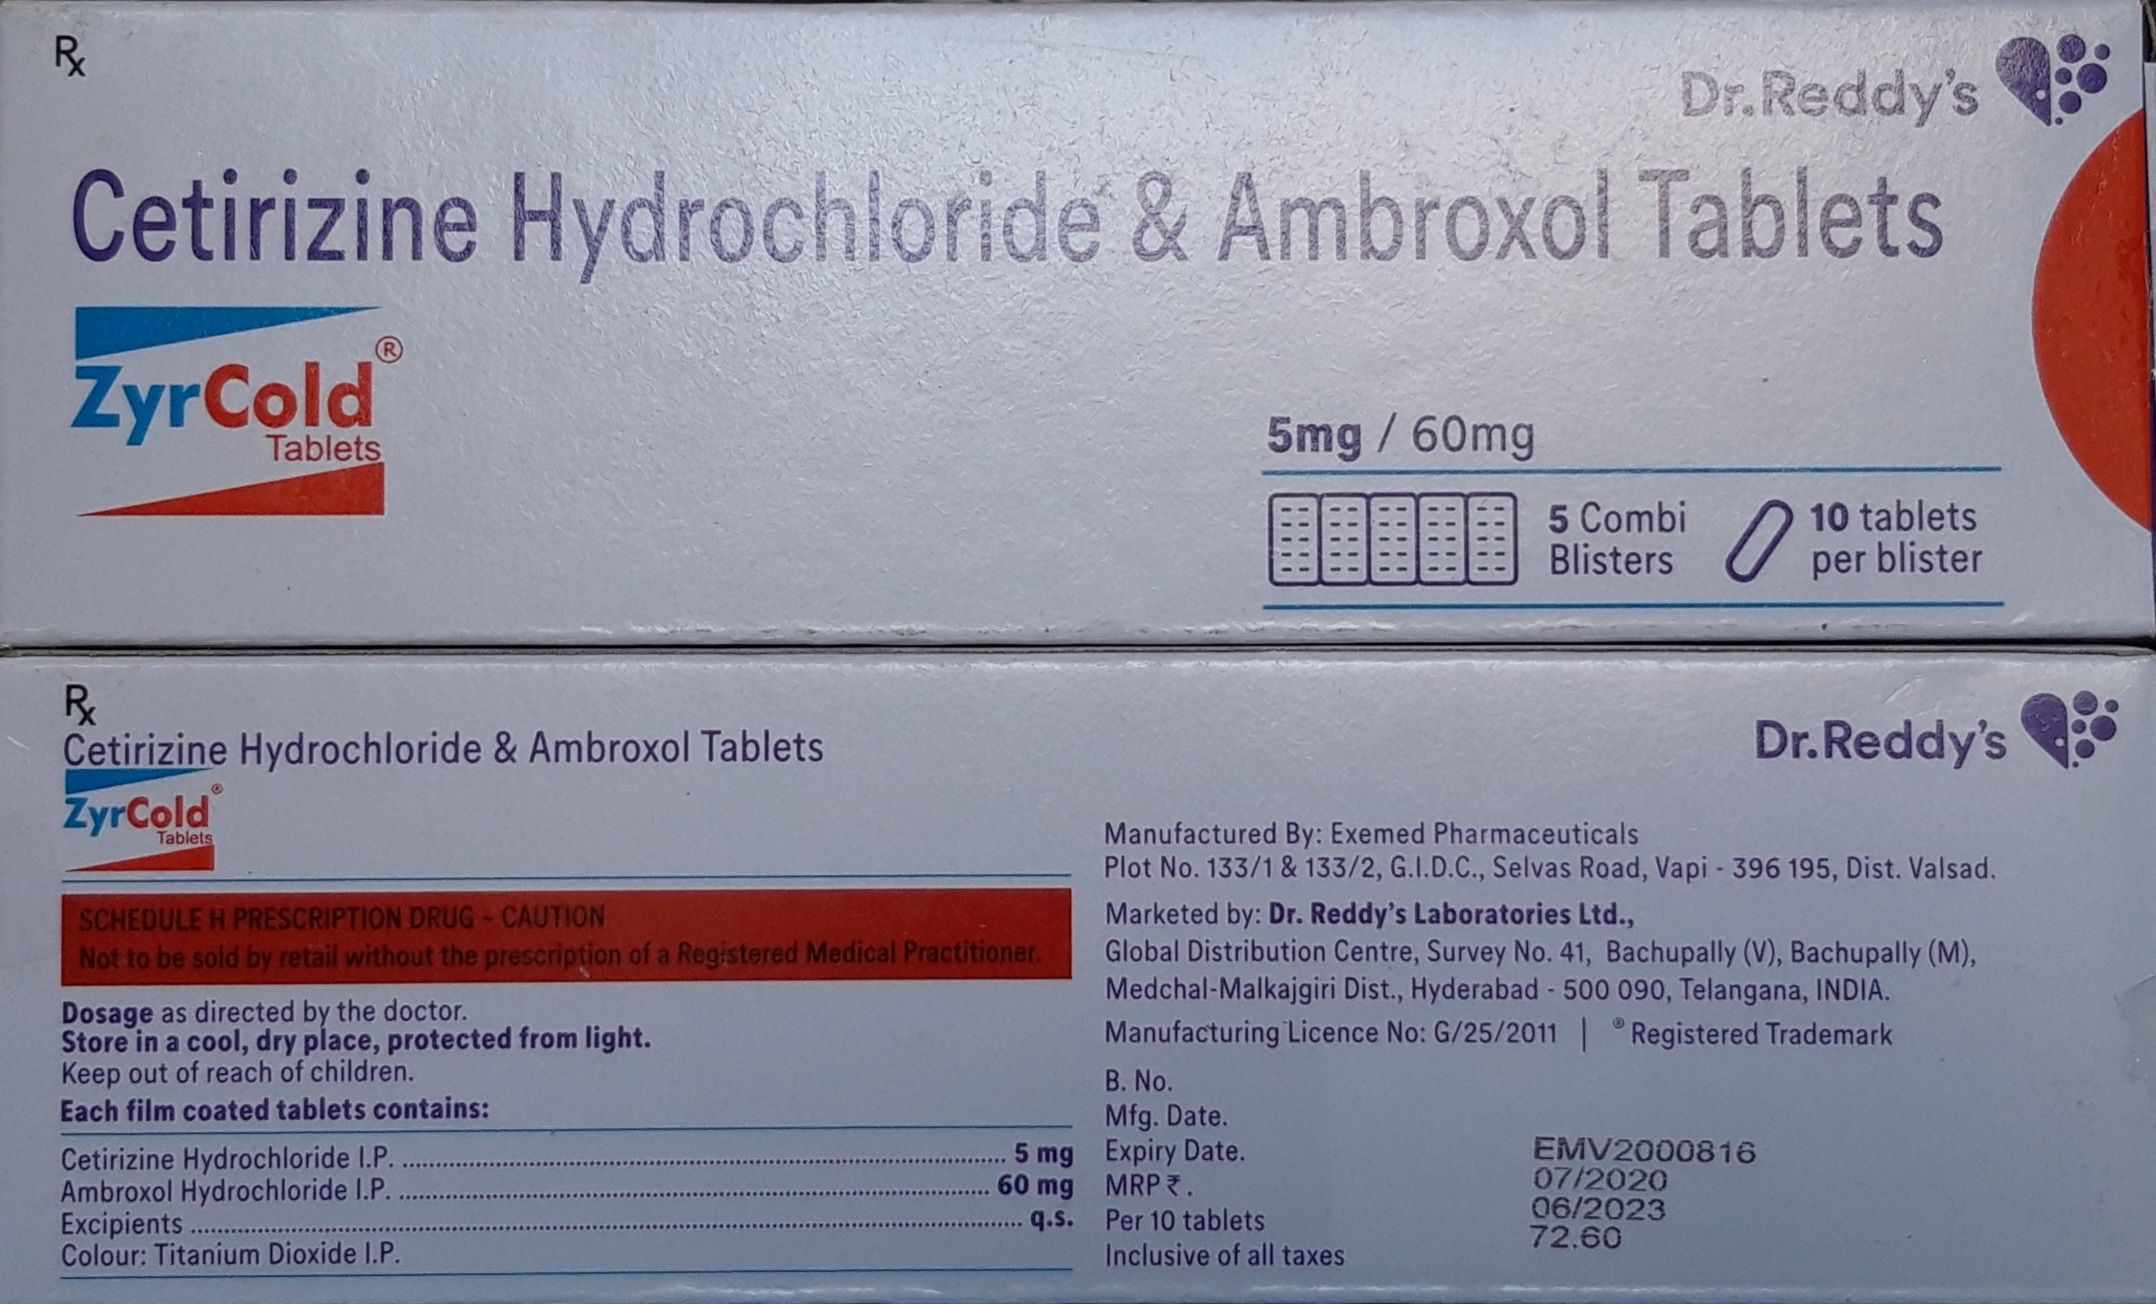 Rx
Dr.Reddy's
Cetirizine Hydrochloride & Ambroxol Tablets
ZyrCold®
Tablets
5mg / 60mg
5 Combi
Blisters
10 tablets
per blister
Rx
Cetirizine Hydrochloride & Ambroxol Tablets
Dr.Reddy's
ZyrCold®
Tablets
SCHEDULE H PRESCRIPTION DRUG - CAUTION
Not to be sold by retail without the prescription of a Registered Medical Practitioner.
Dosage as directed by the doctor.
Store in a cool, dry place, protected from light.
Keep out of reach of children.
Each film coated tablets contains:
Cetirizine Hydrochloride I.P. ........ 5 mg
Ambroxol Hydrochloride I.P. ........ 60 mg
Excipients ........ q.s.
Colour: Titanium Dioxide I.P.
Manufactured By: Exemed Pharmaceuticals
Plot No. 133/1 & 133/2, G.I.D.C., Selvas Road, Vapi - 396 195, Dist. Valsad.
Marketed by: Dr. Reddy's Laboratories Ltd.,
Global Distribution Centre, Survey No. 41, Bachupally (V), Bachupally (M),
Medchal-Malkajgiri Dist., Hyderabad - 500 090, Telangana, INDIA.
Manufacturing Licence No: G/25/2011 | ® Registered Trademark
B. No.
Mfg. Date.
Expiry Date.
MRP ₹.
Per 10 tablets
Inclusive of all taxes
EMV2000816
07/2020
06/2023
72.60